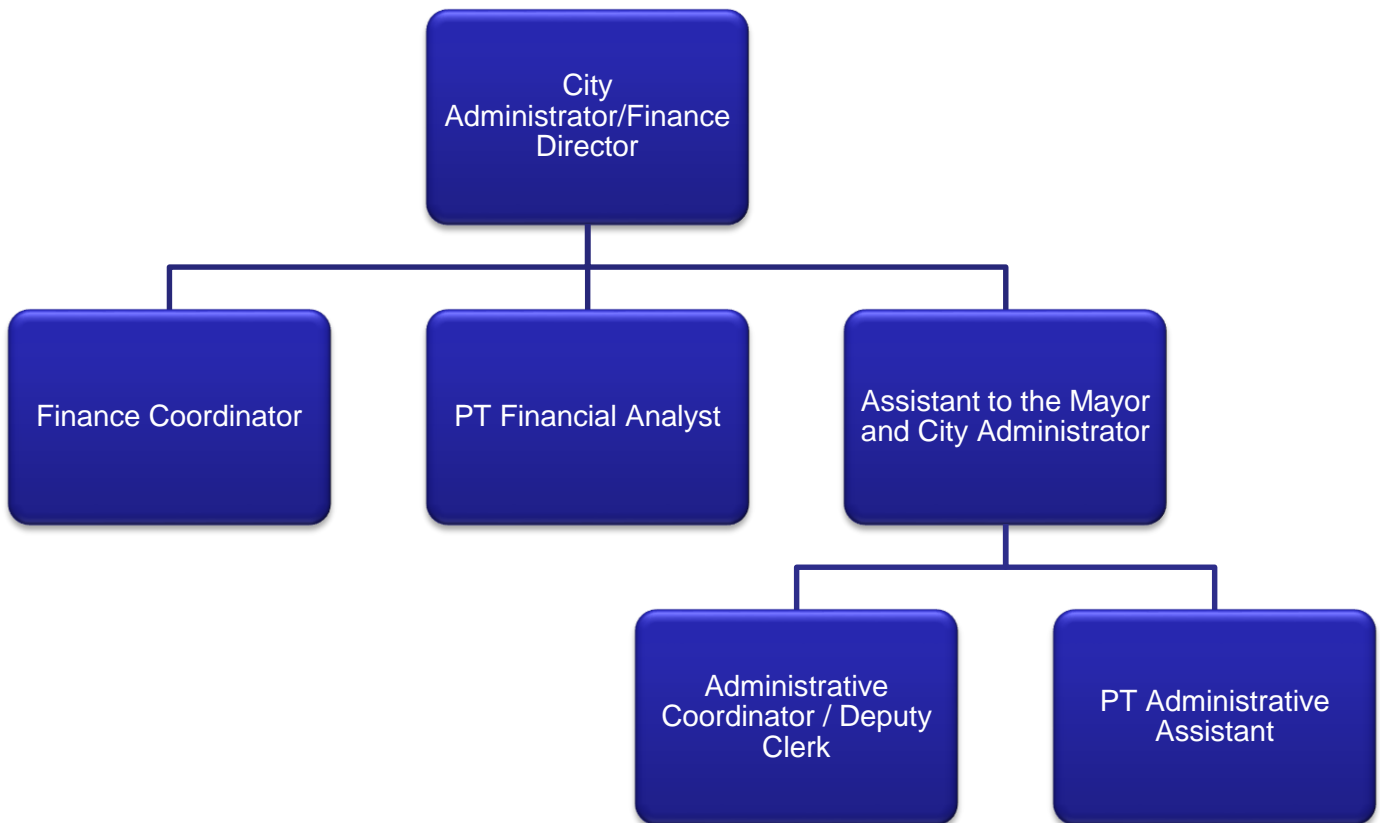 City
Administrator/Finance
Director
Finance Coordinator
PT Financial Analyst
Assistant to the Mayor
and City Administrator
Administrative
Coordinator / Deputy
Clerk
PT Administrative
Assistant